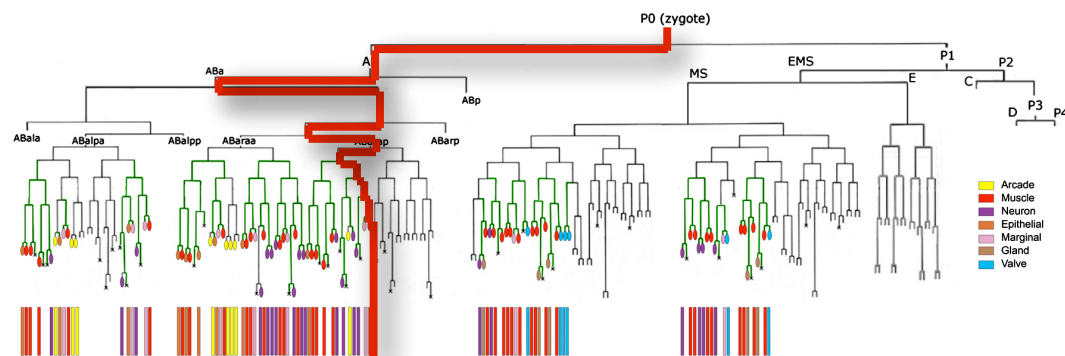 P0 (zygote)
P1
A
ABa
EMS
P2
MS
E
C
ABp
P3
D
P4
ABala
ABalpa
ABalpp
ABaraa
ABarp
Arcade
Muscle
Neuron
Epithelial
Marginal
Gland
Valve